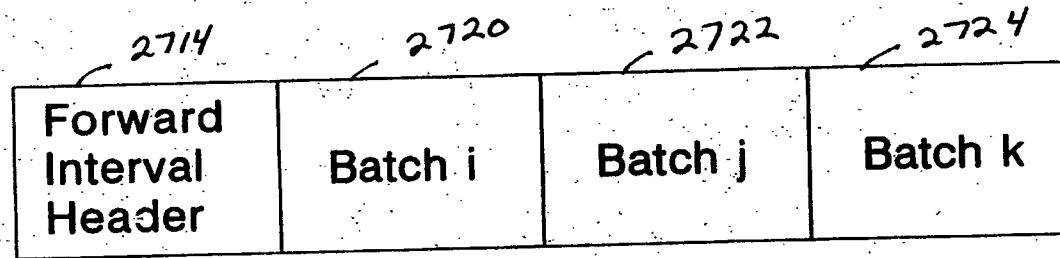 2714 2720 2722 2724
Forward
Interval
Header
Batch i
Batch j
Batch k